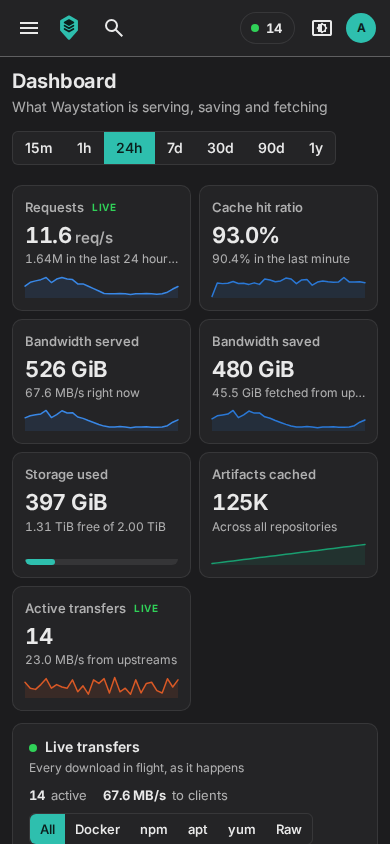 14
A
Dashboard
What Waystation is serving, saving and fetching
15m 1h 24h 7d 30d 90d 1y
Requests LIVE
11.6 req/s
1.64M in the last 24 hour...
Cache hit ratio
93.0%
90.4% in the last minute
Bandwidth served
526 GiB
67.6 MB/s right now
Bandwidth saved
480 GiB
45.5 GiB fetched from up...
Storage used
397 GiB
1.31 TiB free of 2.00 TiB
Artifacts cached
125K
Across all repositories
Active transfers LIVE
14
23.0 MB/s from upstreams
Live transfers
Every download in flight, as it happens
14 active 67.6 MB/s to clients
All Docker npm apt yum Raw